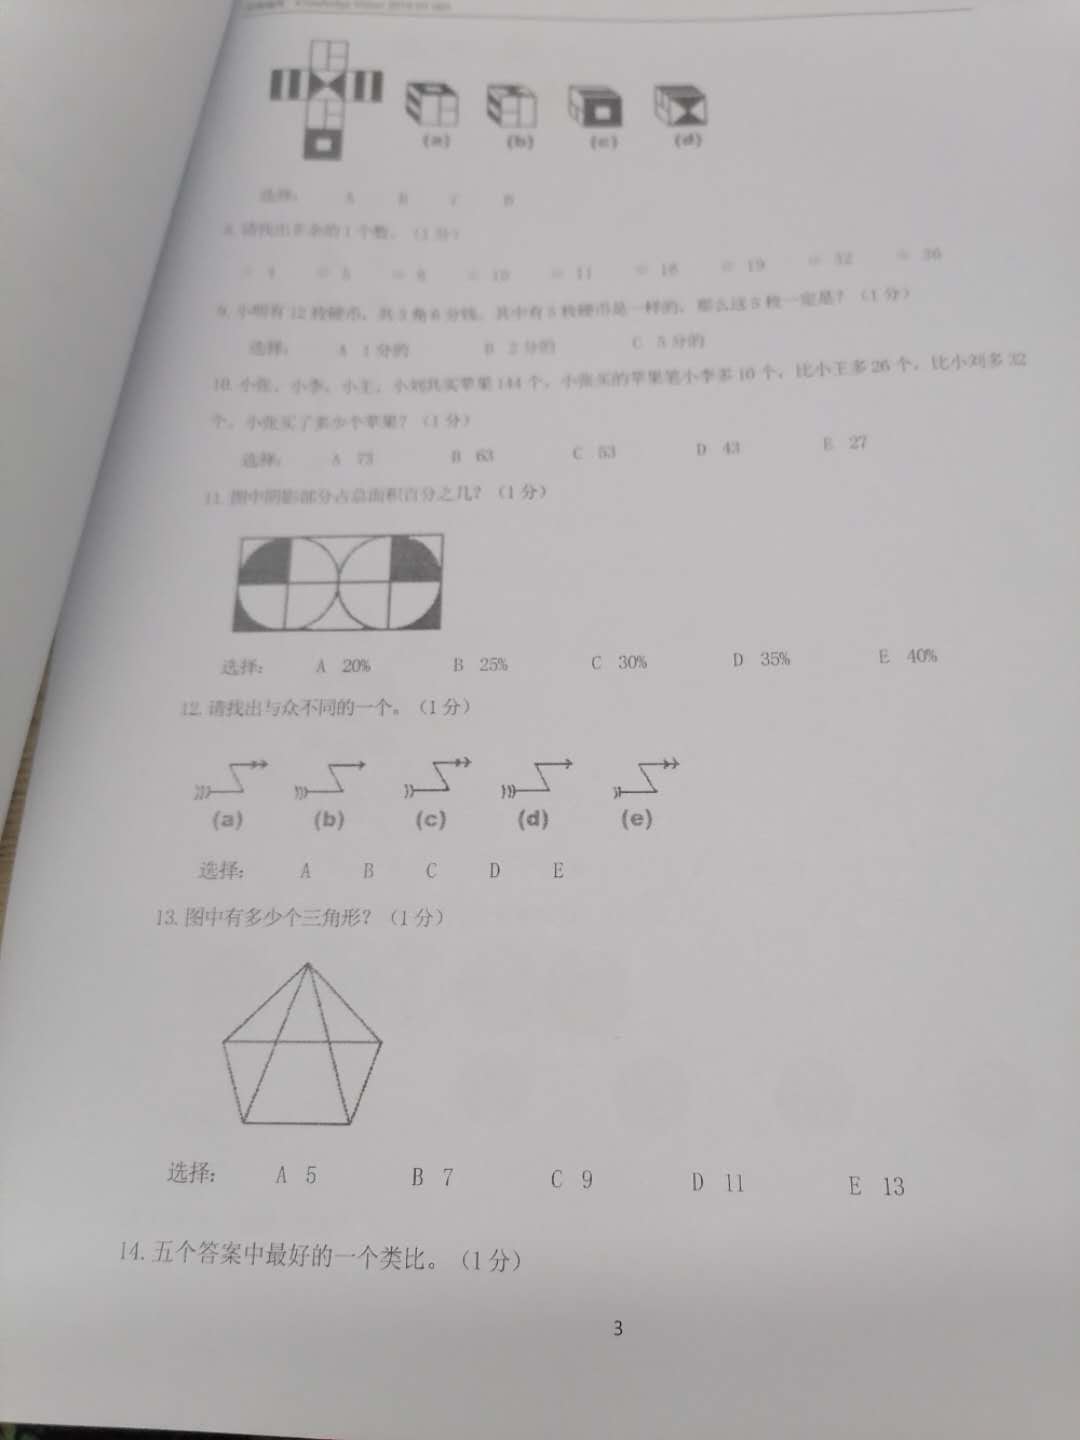 (a) (b) (c) (d)
选择: A B C D
8.请找出多余的1个数。(1分)
4 5 8 10 11 16 19 32 36
9.小明有12枚硬币,共3角6分钱。其中有5枚硬币是一样的,那么这5枚一定是?(1分)
选择: A 1分的 B 2分的 C 5分的
10.小张、小李、小王、小刘共买苹果144个。小张买的苹果笔小李多10个,比小王多26个,比小刘多32
个。小张买了多少个苹果?(1分)
选择: A 73 B 63 C 53 D 43 E 27
11.图中阴影部分占总面积百分之几?(1分)
选择: A 20% B 25% C 30% D 35% E 40%
12.请找出与众不同的一个。(1分)
(a) (b) (c) (d) (e)
选择: A B C D E
13.图中有多少个三角形?(1分)
选择: A 5 B 7 C 9 D 11 E 13
14.五个答案中最好的一个类比。(1分)
3